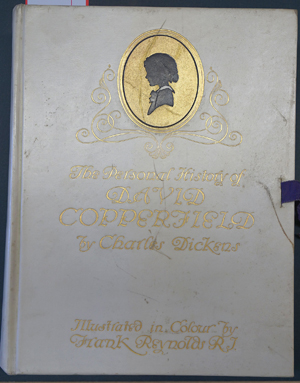 The Personal History of
DAVID
COPPERFIELD
by Charles Dickens
Illustrated in Colour by
Frank Reynolds R.I.